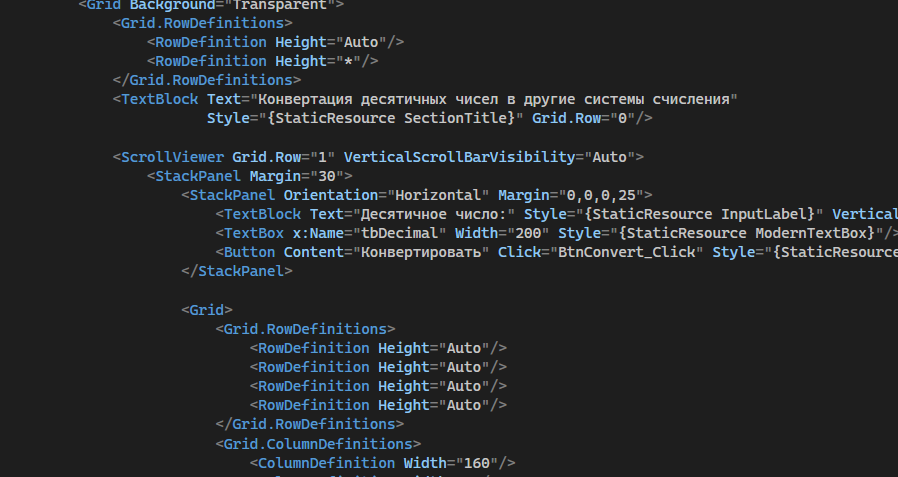 <Grid Background="Transparent">
<Grid.RowDefinitions>
<RowDefinition Height="Auto"/>
<RowDefinition Height="*"/>
</Grid.RowDefinitions>
<TextBlock Text="Конвертация десятичных чисел в другие системы счисления"
Style="{StaticResource SectionTitle}" Grid.Row="0"/>
<ScrollViewer Grid.Row="1" VerticalScrollBarVisibility="Auto">
<StackPanel Margin="30">
<StackPanel Orientation="Horizontal" Margin="0,0,0,25">
<TextBlock Text="Десятичное число:" Style="{StaticResource InputLabel}" Vertical
<TextBox x:Name="tbDecimal" Width="200" Style="{StaticResource ModernTextBox}"/>
<Button Content="Конвертировать" Click="BtnConvert_Click" Style="{StaticResource
</StackPanel>
<Grid>
<Grid.RowDefinitions>
<RowDefinition Height="Auto"/>
<RowDefinition Height="Auto"/>
<RowDefinition Height="Auto"/>
<RowDefinition Height="Auto"/>
</Grid.RowDefinitions>
<Grid.ColumnDefinitions>
<ColumnDefinition Width="160"/>